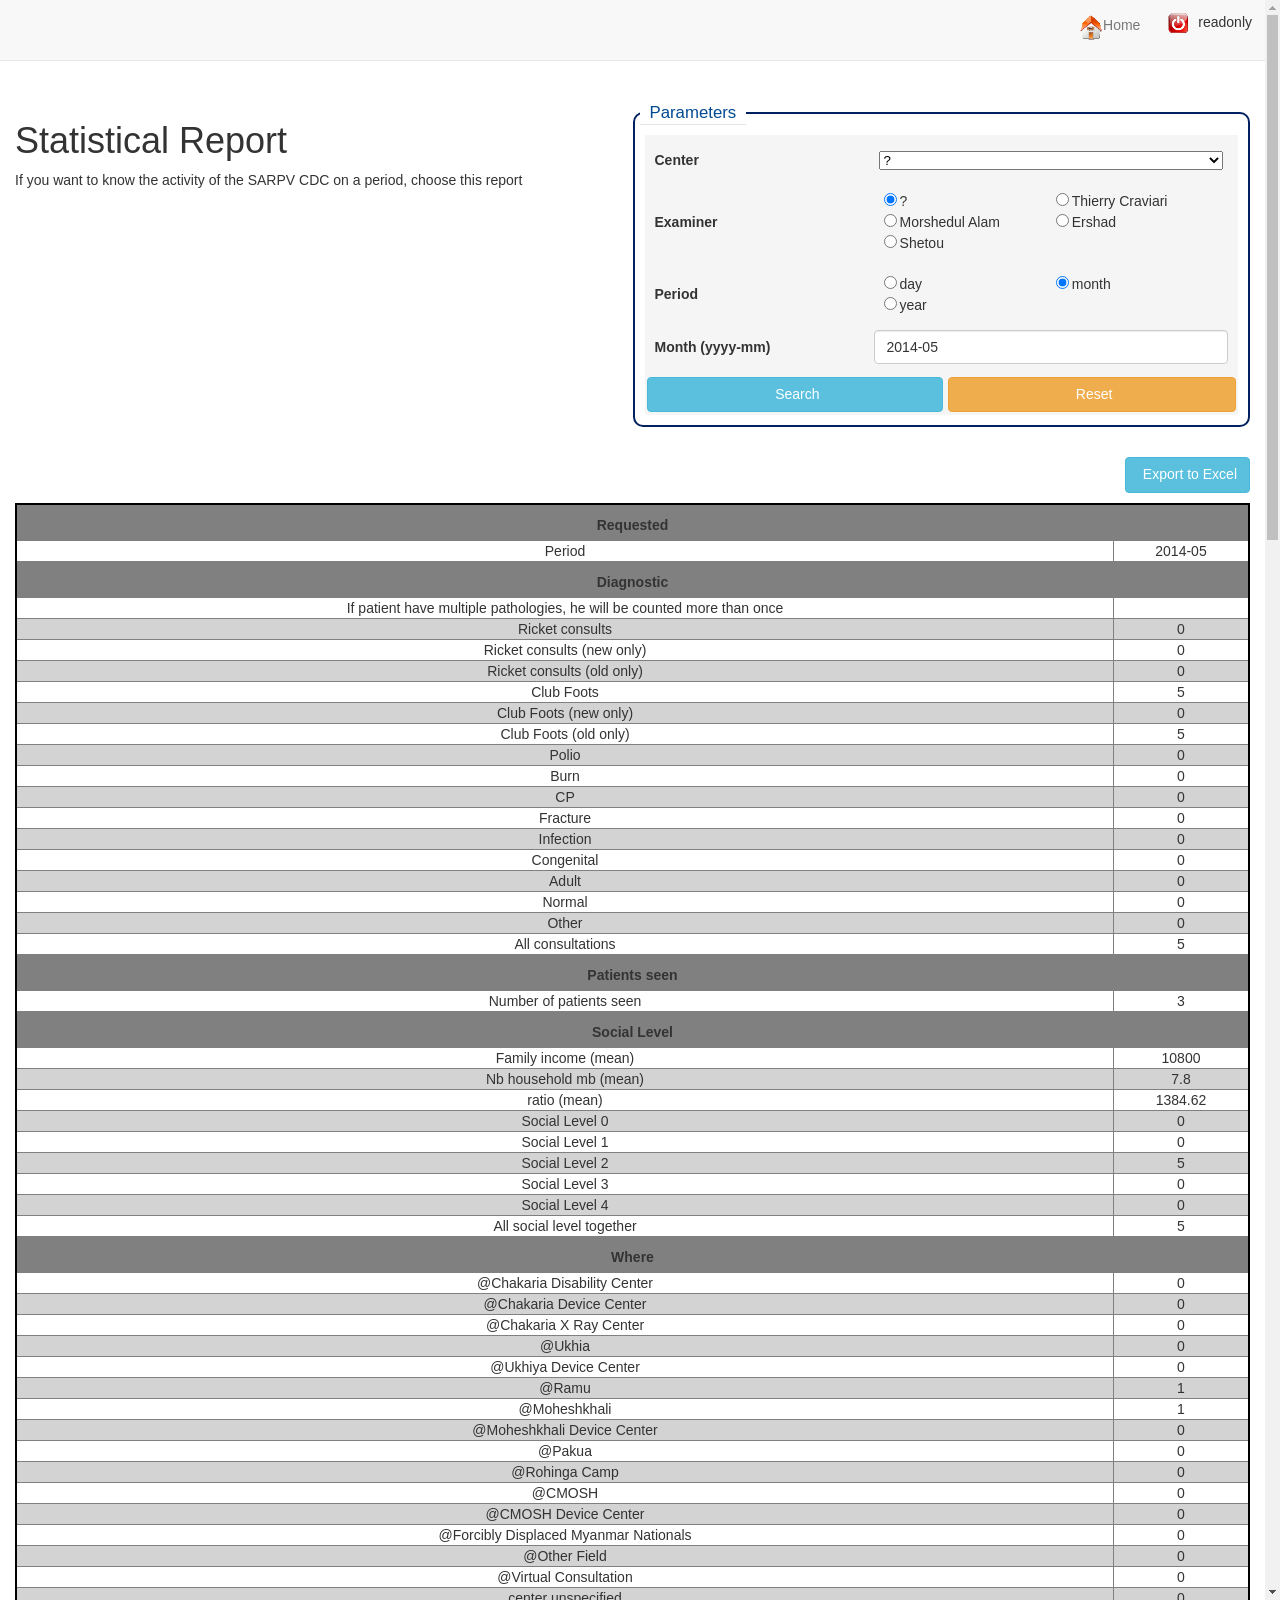 Home readonly
Statistical Report
If you want to know the activity of the SARPV CDC on a period, choose this report
Parameters
Center ?
Examiner
? Thierry Craviari
Morshedul Alam Ershad
Shetou
Period
day month
year
Month (yyyy-mm) 2014-05
Search Reset
Export to Excel
Requested
Period 2014-05
Diagnostic
If patient have multiple pathologies, he will be counted more than once
Ricket consults 0
Ricket consults (new only) 0
Ricket consults (old only) 0
Club Foots 5
Club Foots (new only) 0
Club Foots (old only) 5
Polio 0
Burn 0
CP 0
Fracture 0
Infection 0
Congenital 0
Adult 0
Normal 0
Other 0
All consultations 5
Patients seen
Number of patients seen 3
Social Level
Family income (mean) 10800
Nb household mb (mean) 7.8
ratio (mean) 1384.62
Social Level 0 0
Social Level 1 0
Social Level 2 5
Social Level 3 0
Social Level 4 0
All social level together 5
Where
@Chakaria Disability Center 0
@Chakaria Device Center 0
@Chakaria X Ray Center 0
@Ukhia 0
@Ukhiya Device Center 0
@Ramu 1
@Moheshkhali 1
@Moheshkhali Device Center 0
@Pakua 0
@Rohinga Camp 0
@CMOSH 0
@CMOSH Device Center 0
@Forcibly Displaced Myanmar Nationals 0
@Other Field 0
@Virtual Consultation 0
center unspecified 0